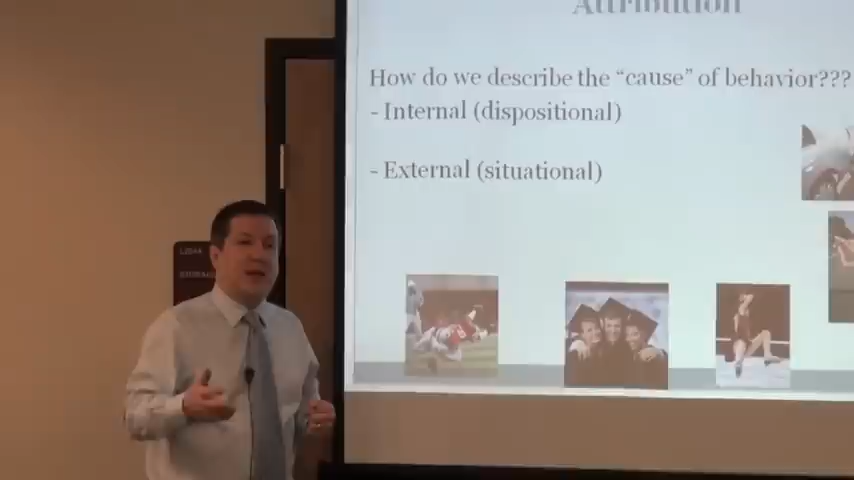 Attribution
How do we describe the “cause” of behavior???
- Internal (dispositional)
- External (situational)